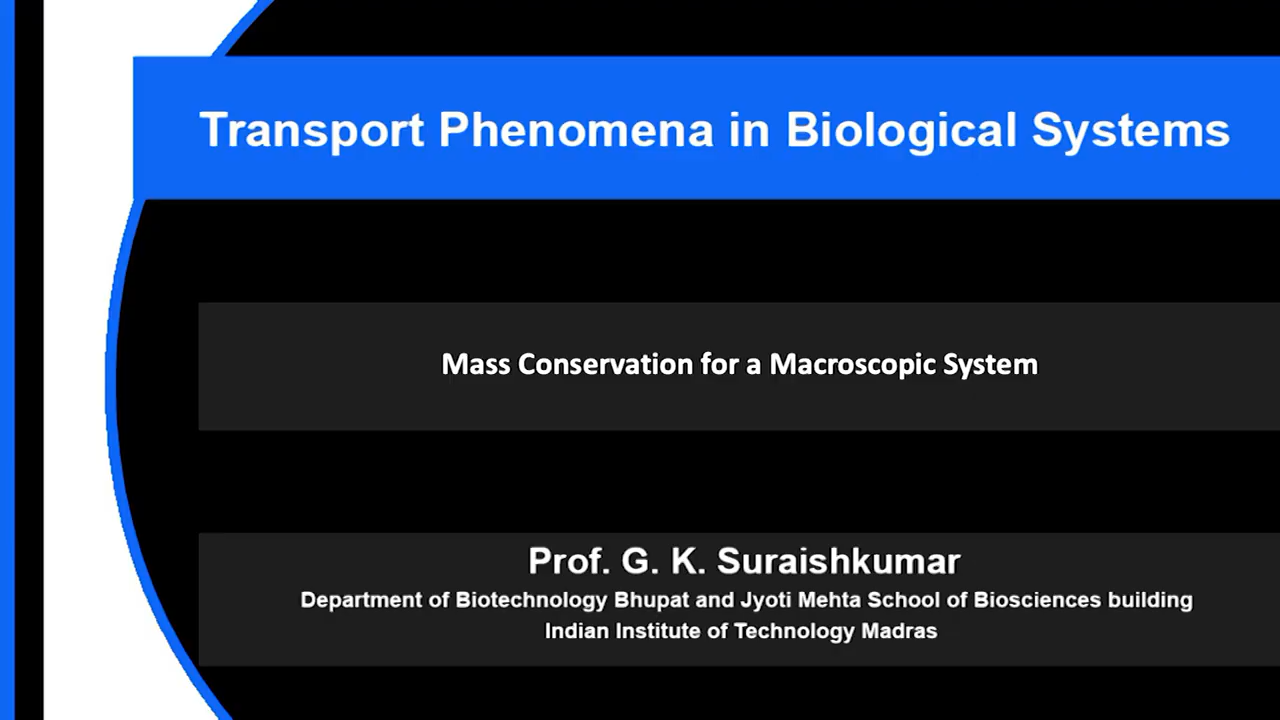 Transport Phenomena in Biological Systems
Mass Conservation for a Macroscopic System
Prof. G. K. Suraishkumar
Department of Biotechnology Bhupat and Jyoti Mehta School of Biosciences building
Indian Institute of Technology Madras